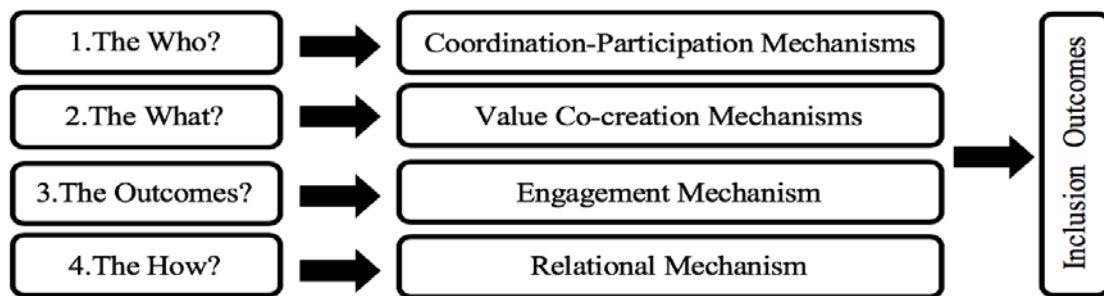 1.The Who?
Coordination-Participation Mechanisms
2.The What?
Value Co-creation Mechanisms
3.The Outcomes?
Engagement Mechanism
4.The How?
Relational Mechanism
Inclusion Outcomes